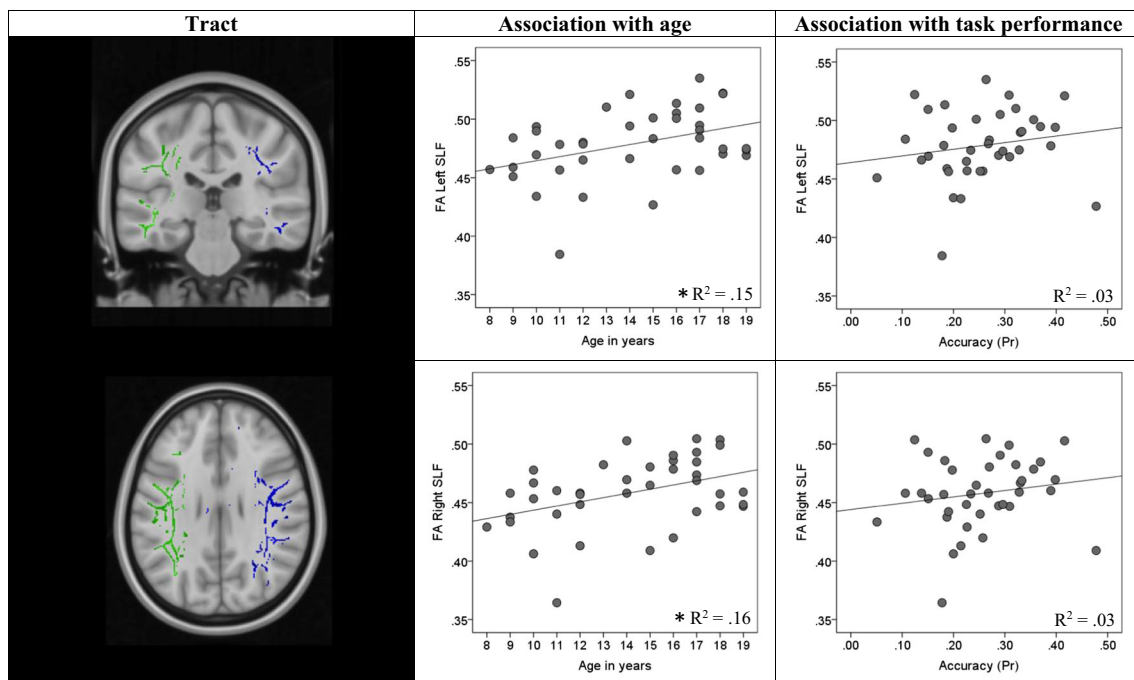 Tract
Association with age
Association with task performance
.55
.50
.45
.40
.35
FA Left SLF
* R² = .15
8 9 10 11 12 13 14 15 16 17 18 19
Age in years
.55
.50
.45
.40
.35
FA Left SLF
R² = .03
.00 .10 .20 .30 .40 .50
Accuracy (Pr)
.55
.50
.45
.40
.35
FA Right SLF
* R² = .16
8 9 10 11 12 13 14 15 16 17 18 19
Age in years
.55
.50
.45
.40
.35
FA Right SLF
R² = .03
.00 .10 .20 .30 .40 .50
Accuracy (Pr)